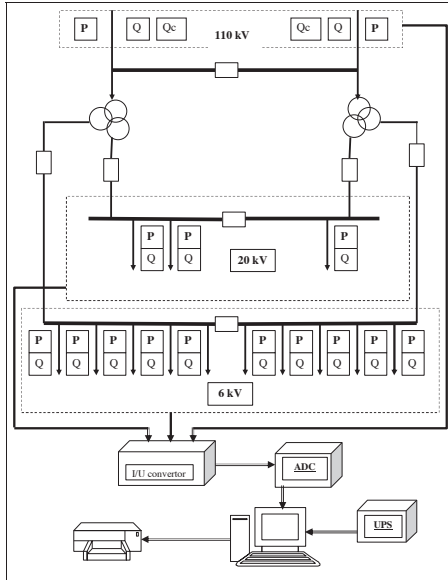 P Q Qc 110 kV Qc Q P
P P P
Q Q Q
20 kV
P P P P P P P P P P
Q Q Q Q Q Q Q Q Q Q
6 kV
I/U convertor
ADC
UPS